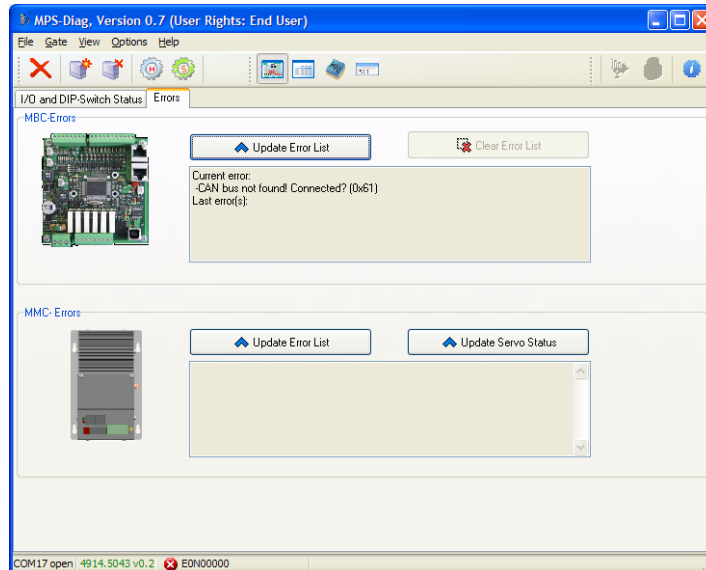 MPS-Diag, Version 0.7 (User Rights: End User)
File Gate View Options Help
I/O and DIP-Switch Status Errors
MBC-Errors
Update Error List Clear Error List
Current error:
-CAN bus not found! Connected? (0x61)
Last error(s):
MMC- Errors
Update Error List Update Servo Status
COM17 open 4914.5043 v0.2 E0N00000